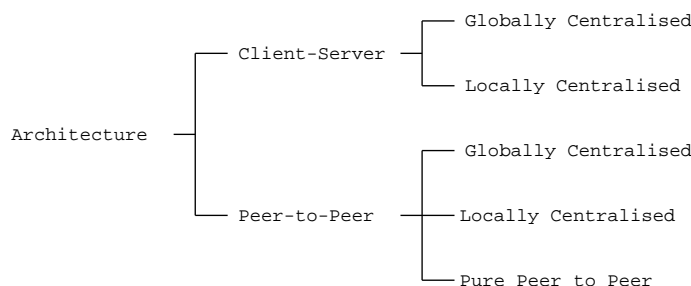 Globally Centralised
Client-Server
Locally Centralised
Architecture
Globally Centralised
Peer-to-Peer
Locally Centralised
Pure Peer to Peer